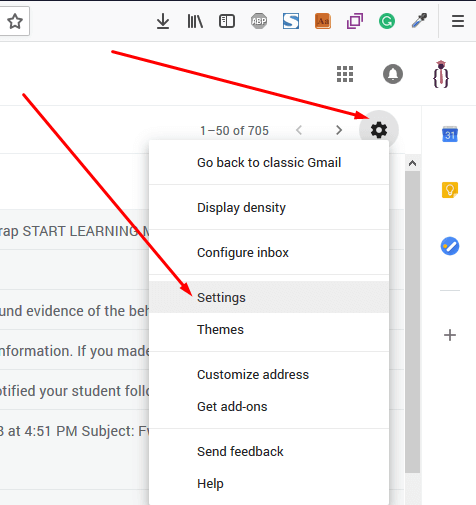 ABP
Aa
G
1–50 of 705
31
Go back to classic Gmail
Display density
rap START LEARNING M
Configure inbox
Settings
und evidence of the beh
Themes
nformation. If you made
Customize address
otified your student follo
Get add-ons
3 at 4:51 PM Subject: Fw
Send feedback
Help